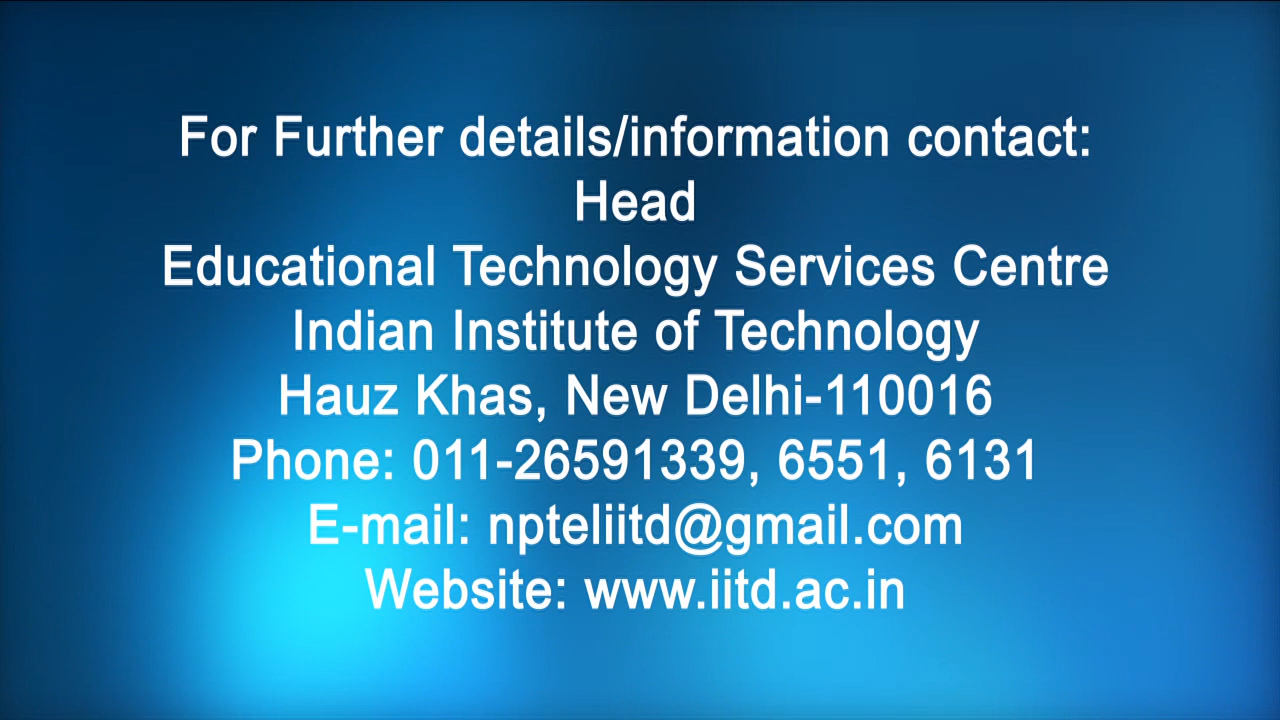 For Further details/information contact:
Head
Educational Technology Services Centre
Indian Institute of Technology
Hauz Khas, New Delhi-110016
Phone: 011-26591339, 6551, 6131
E-mail: npteliitd@gmail.com
Website: www.iitd.ac.in